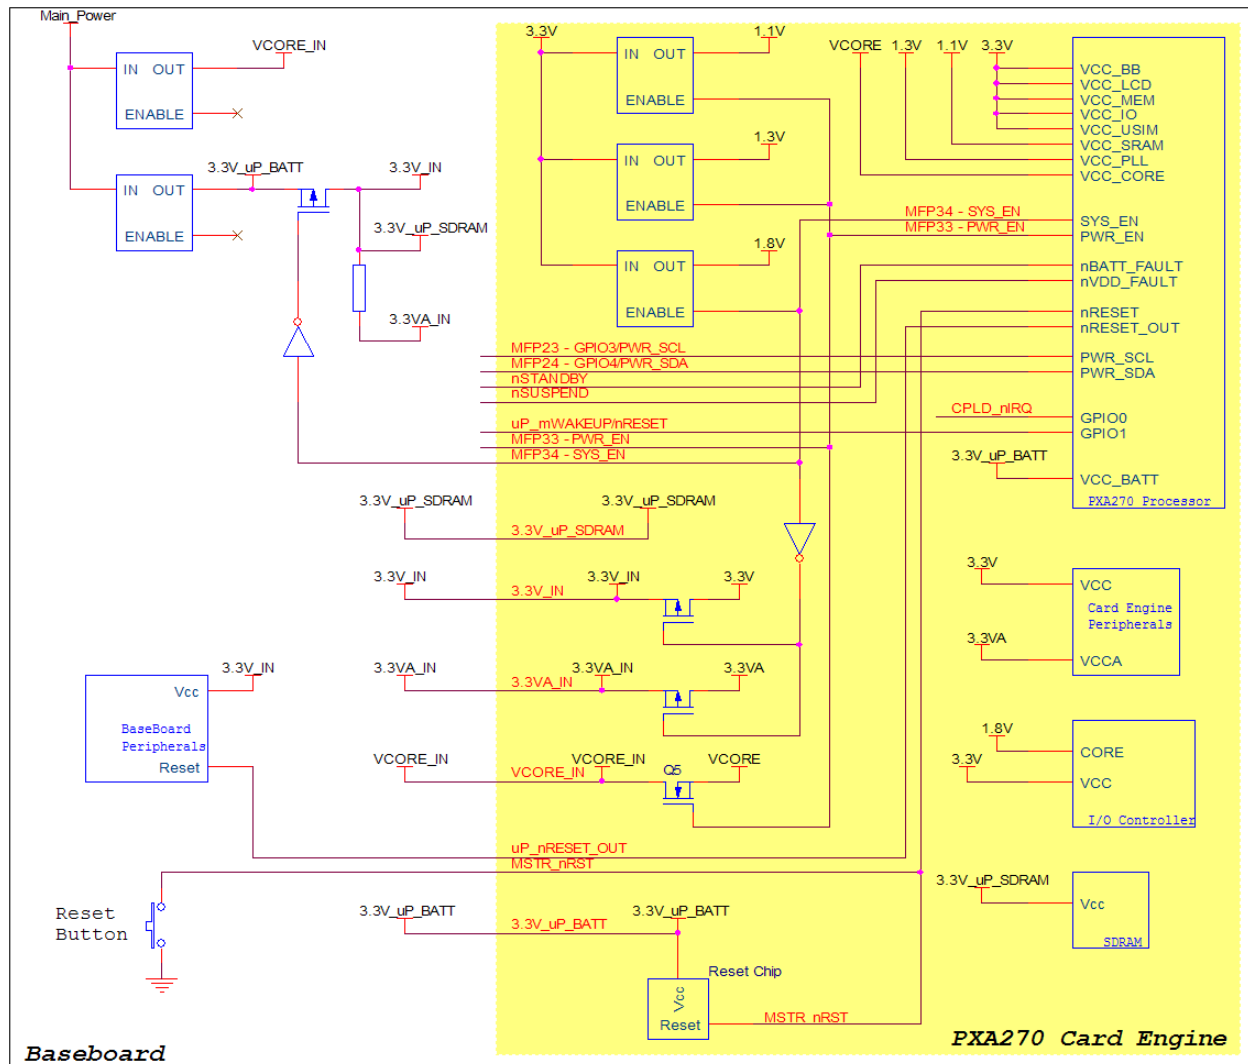 Main_Power
VCORE_IN
IN OUT
ENABLE
3.3V_uP_BATT
3.3V_IN
IN OUT
ENABLE
3.3V_uP_SDRAM
3.3VA_IN
3.3V
1.1V
IN OUT
ENABLE
1.3V
IN OUT
ENABLE
1.8V
IN OUT
ENABLE
VCORE 1.3V 1.1V 3.3V
VCC_BB
VCC_LCD
VCC_MEM
VCC_IO
VCC_USIM
VCC_SRAM
VCC_PLL
VCC_CORE
MFP34 - SYS_EN
SYS_EN
MFP33 - PWR_EN
PWR_EN
nBATT_FAULT
nVDD_FAULT
nRESET
nRESET_OUT
PWR_SCL
PWR_SDA
CPLD_nIRQ
GPIO0
GPIO1
3.3V_uP_BATT
VCC_BATT
PXA270 Processor
MFP23 - GPIO3/PWR_SCL
MFP24 - GPIO4/PWR_SDA
nSTANDBY
nSUSPEND
uP_mWAKEUP/nRESET
MFP33 - PWR_EN
MFP34 - SYS_EN
3.3V_uP_SDRAM
3.3V_uP_SDRAM
3.3V_uP_SDRAM
3.3V_IN
3.3V_IN
3.3V_IN
3.3V
3.3V
VCC
Card Engine
Peripherals
3.3VA
VCCA
3.3V_IN
Vcc
BaseBoard
Peripherals
Reset
3.3VA_IN
3.3VA_IN
3.3VA_IN
3.3VA
VCORE_IN
VCORE_IN
VCORE_IN
Q5
VCORE
1.8V
CORE
3.3V
VCC
I/O Controller
uP_nRESET_OUT
MSTR_nRST
Reset
Button
3.3V_uP_BATT
3.3V_uP_BATT
3.3V_uP_BATT
3.3V_uP_SDRAM
Vcc
SDRAM
Reset Chip
Vcc
Reset
MSTR_nRST
Baseboard
PXA270 Card Engine